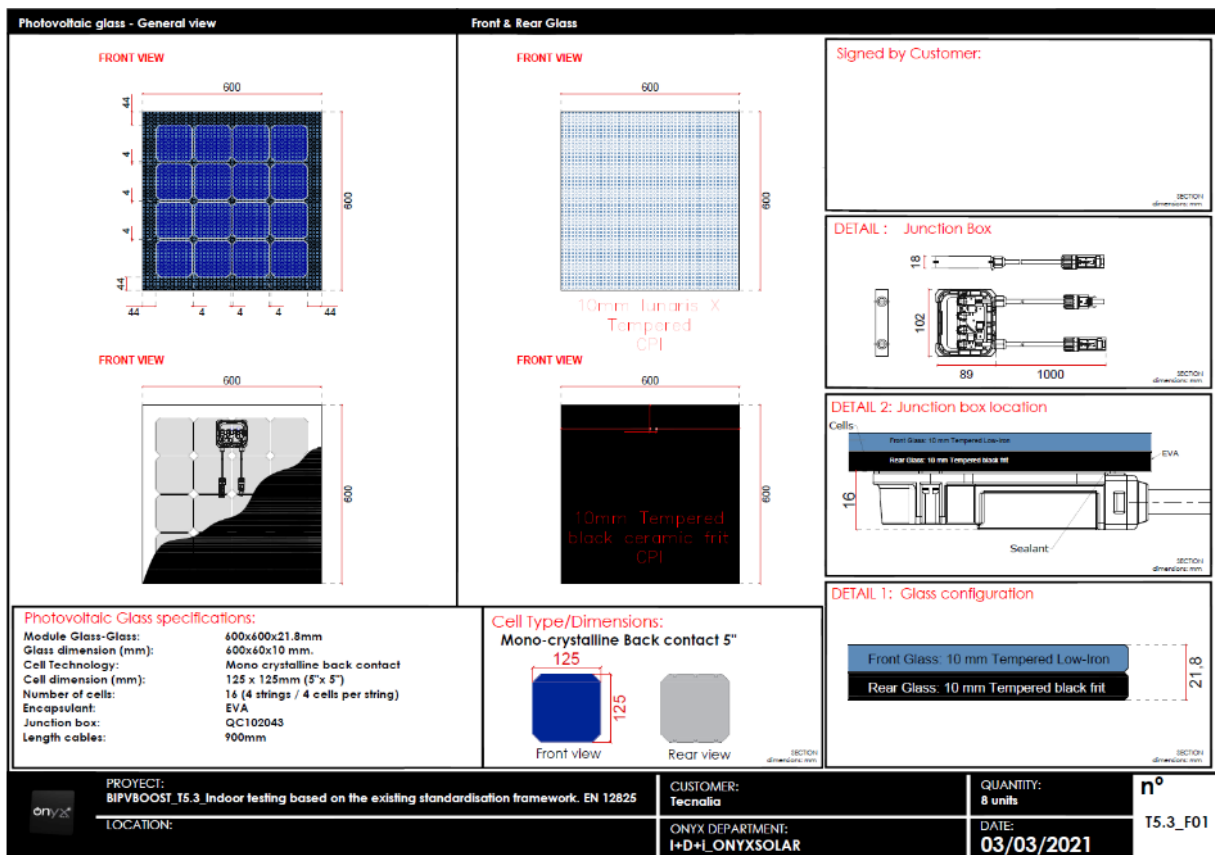 Photovoltaic glass - General view
Front & Rear Glass
FRONT VIEW
600
44
4
4
4
44
600
44
4
4
4
44
FRONT VIEW
600
600
10mm lunaris X
Tempered
CPI
FRONT VIEW
600
600
FRONT VIEW
600
600
10mm Tempered
black ceramic frit
CPI
Signed by Customer:
SECTION
dimensions: mm
DETAIL : Junction Box
18
102
89
1000
SECTION
dimensions: mm
DETAIL 2: Junction box location
Cells
Front Glass: 10 mm Tempered Low-Iron
Rear Glass: 10 mm Tempered black frit
EVA
16
Sealant
SECTION
dimensions: mm
DETAIL 1: Glass configuration
Front Glass: 10 mm Tempered Low-Iron
Rear Glass: 10 mm Tempered black frit
21,8
SECTION
dimensions: mm
Photovoltaic Glass specifications:
Module Glass-Glass: 600x600x21.8mm
Glass dimension (mm): 600x60x10 mm.
Cell Technology: Mono crystalline back contact
Cell dimension (mm): 125 x 125mm (5"x 5")
Number of cells: 16 (4 strings / 4 cells per string)
Encapsulant: EVA
Junction box: QC102043
Length cables: 900mm
Cell Type/Dimensions:
Mono-crystalline Back contact 5"
125
125
Front view
Rear view
SECTION
dimensions: mm
onyx
PROYECT:
BIPVBOOST_T5.3_Indoor testing based on the existing standardisation framework. EN 12825
LOCATION:
CUSTOMER:
Tecnalia
ONYX DEPARTMENT:
I+D+i_ONYXSOLAR
QUANTITY:
8 units
DATE:
03/03/2021
nº
T5.3_F01